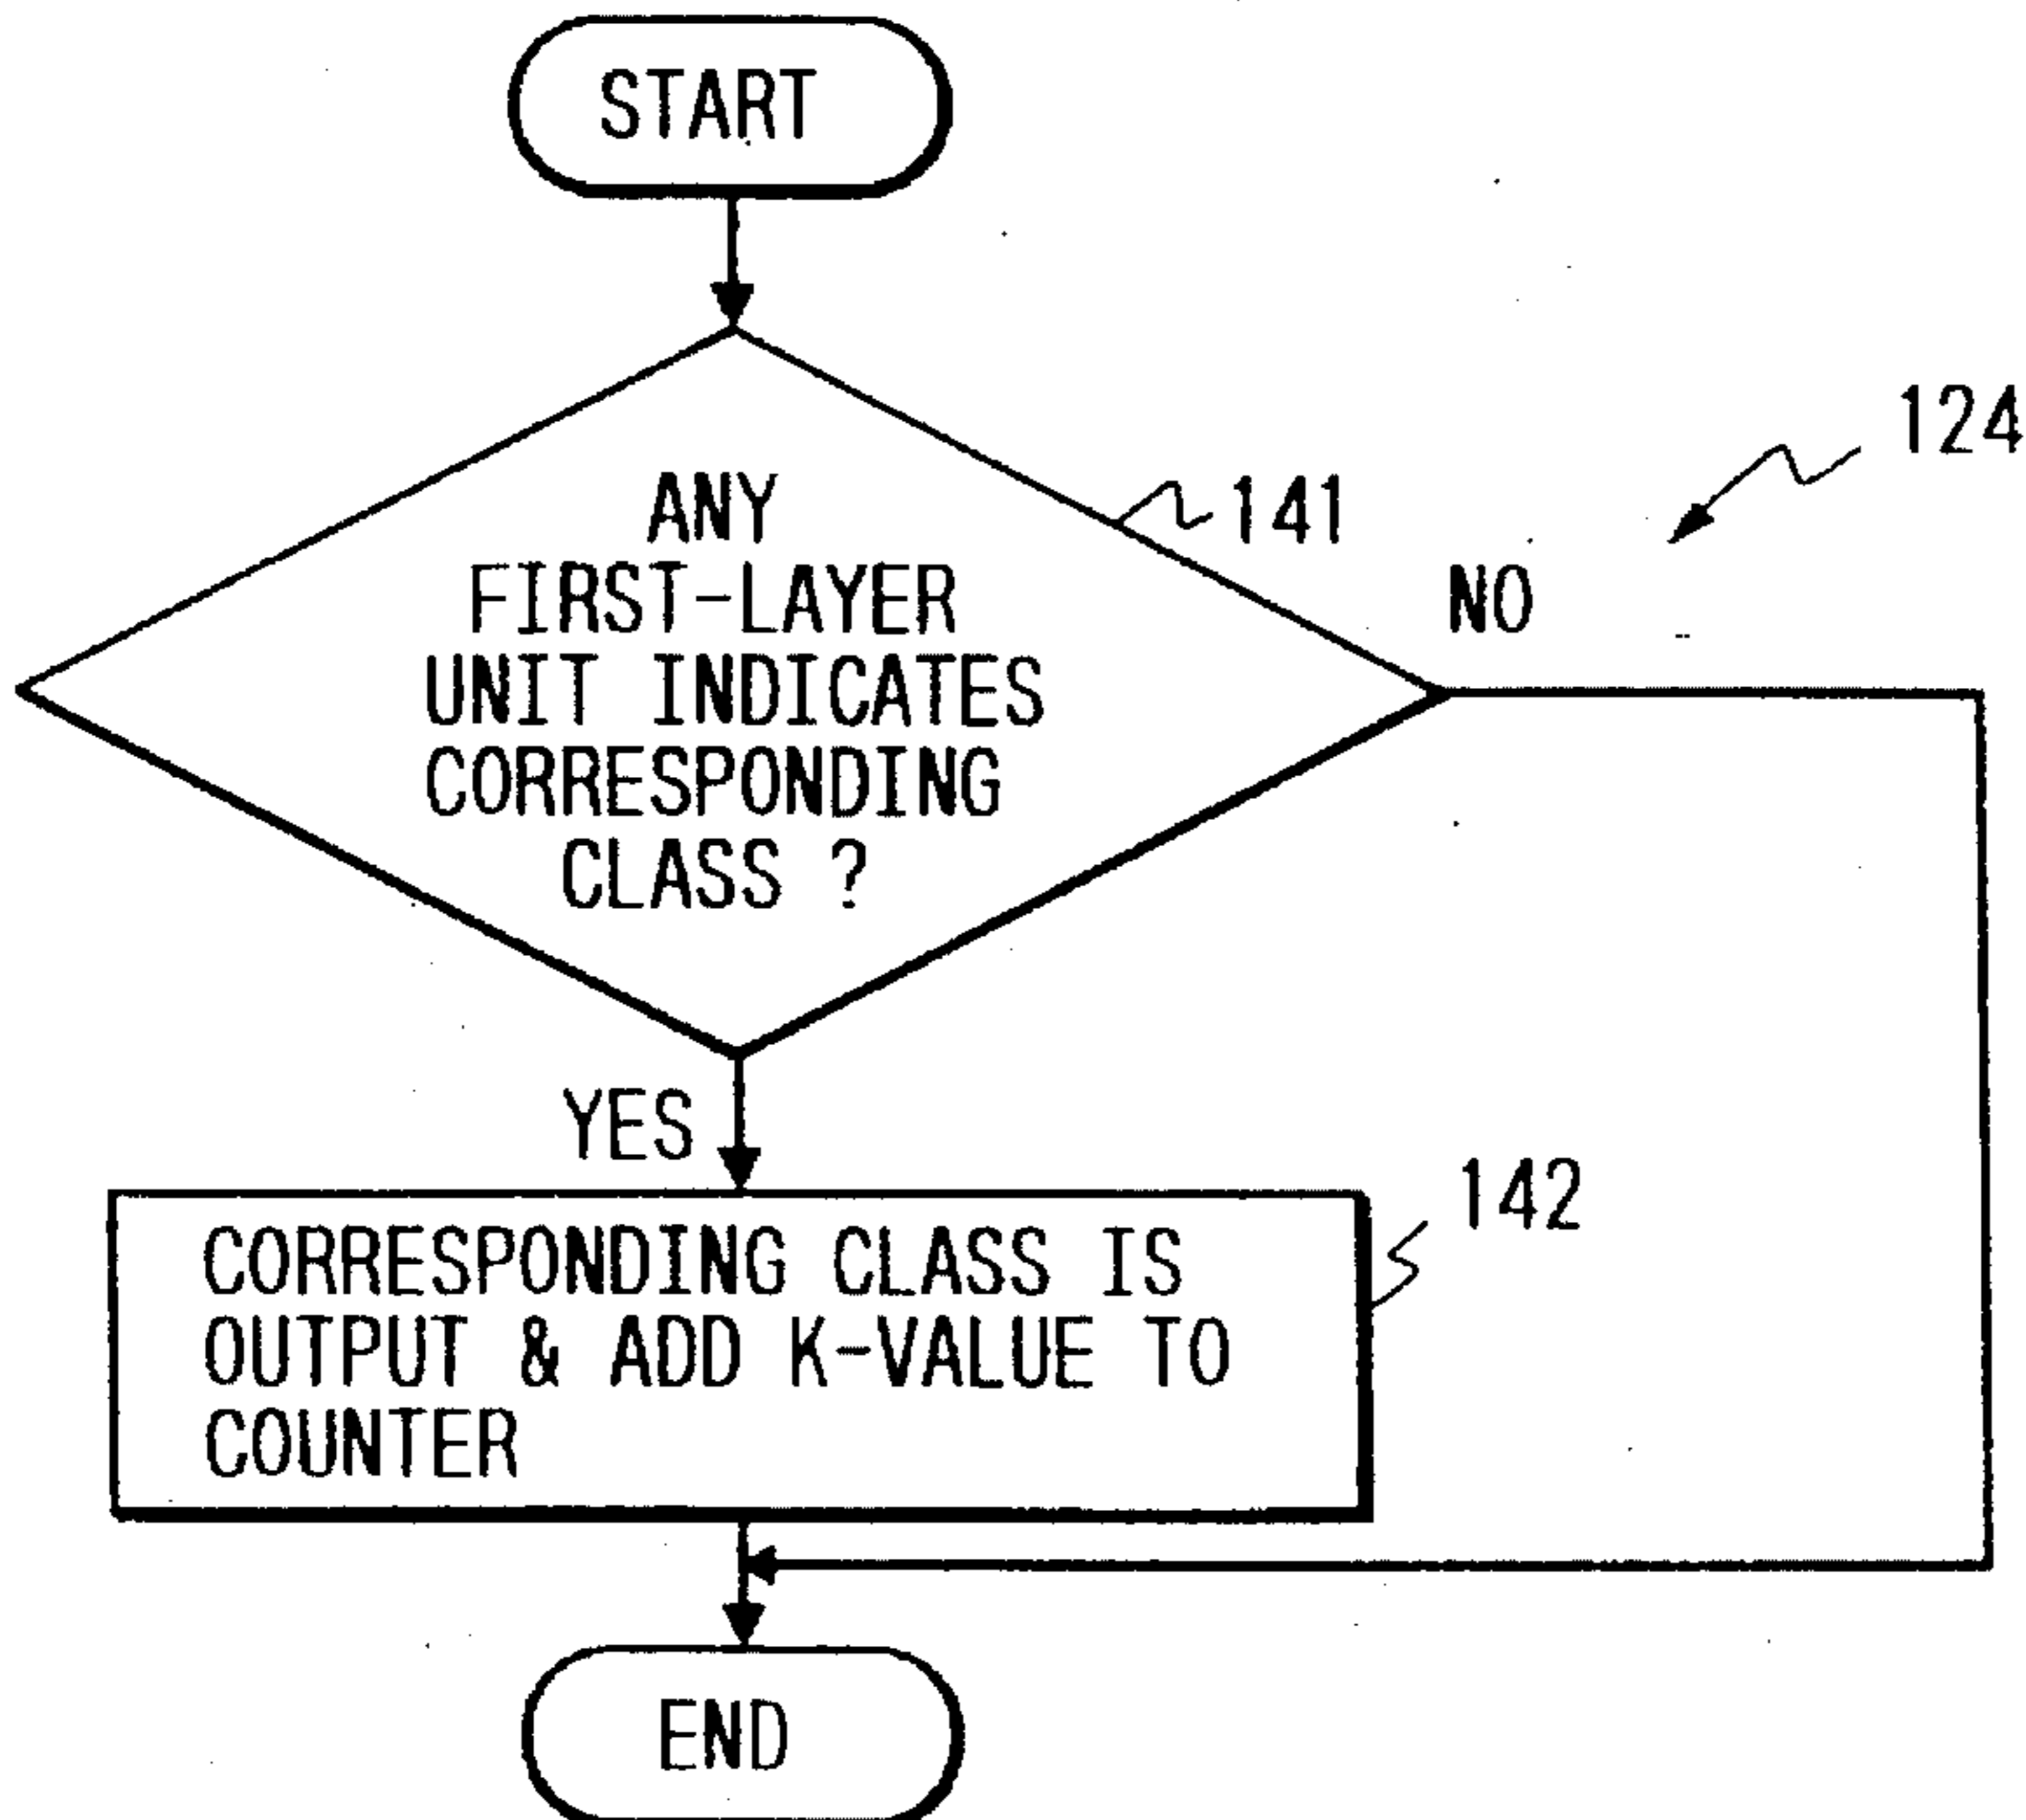 START
124
141
ANY
FIRST-LAYER
UNIT INDICATES
CORRESPONDING
CLASS ?
NO
YES
142
CORRESPONDING CLASS IS
OUTPUT & ADD K-VALUE TO
COUNTER
END